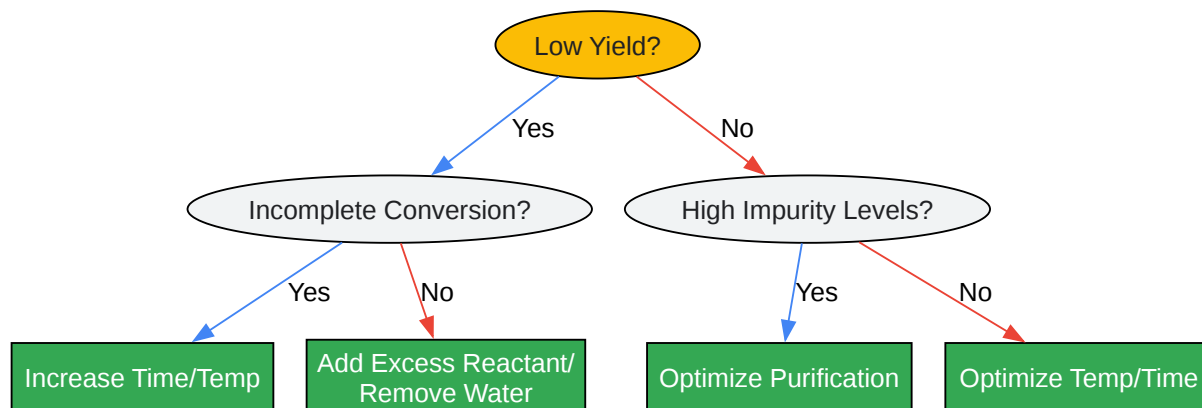 Low Yield?
Yes
No
Incomplete Conversion?
High Impurity Levels?
Yes
No
Yes
No
Increase Time/Temp
Add Excess Reactant/
Remove Water
Optimize Purification
Optimize Temp/Time